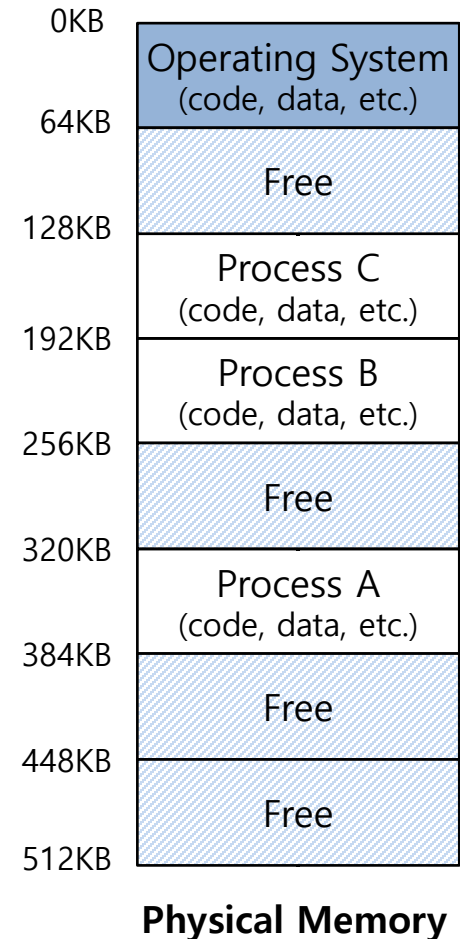 0KB
Operating System
(code, data, etc.)
64KB
Free
128KB
Process C
(code, data, etc.)
192KB
Process B
(code, data, etc.)
256KB
Free
320KB
Process A
(code, data, etc.)
384KB
Free
448KB
Free
512KB
Physical Memory